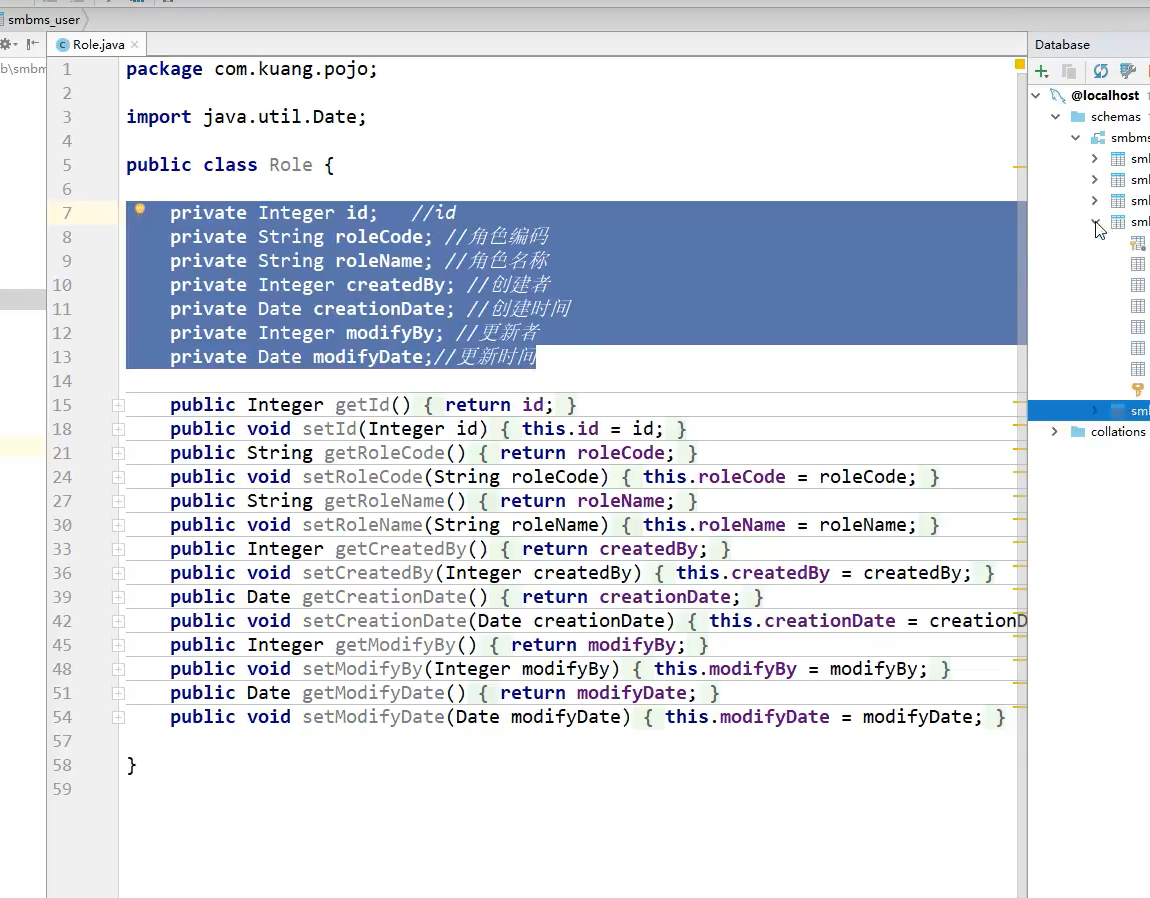 smbms_user
Role.java
1 package com.kuang.pojo;
2
3 import java.util.Date;
4
5 public class Role {
6
7 private Integer id; //id
8 private String roleCode; //角色编码
9 private String roleName; //角色名称
10 private Integer createdBy; //创建者
11 private Date creationDate; //创建时间
12 private Integer modifyBy; //更新者
13 private Date modifyDate;//更新时间
14
15 public Integer getId() { return id; }
18 public void setId(Integer id) { this.id = id; }
21 public String getRoleCode() { return roleCode; }
24 public void setRoleCode(String roleCode) { this.roleCode = roleCode; }
27 public String getRoleName() { return roleName; }
30 public void setRoleName(String roleName) { this.roleName = roleName; }
33 public Integer getCreatedBy() { return createdBy; }
36 public void setCreatedBy(Integer createdBy) { this.createdBy = createdBy; }
39 public Date getCreationDate() { return creationDate; }
42 public void setCreationDate(Date creationDate) { this.creationDate = creationD
45 public Integer getModifyBy() { return modifyBy; }
48 public void setModifyBy(Integer modifyBy) { this.modifyBy = modifyBy; }
51 public Date getModifyDate() { return modifyDate; }
54 public void setModifyDate(Date modifyDate) { this.modifyDate = modifyDate; }
57
58 }
59
Database
@localhost
schemas
smbms
collations